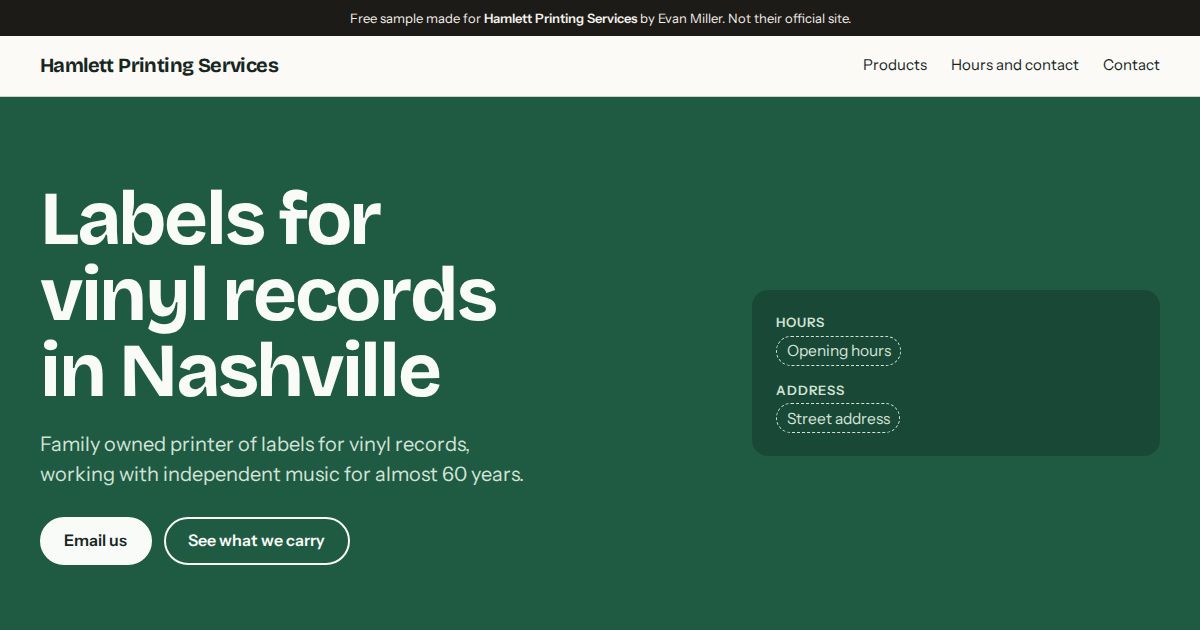 Free sample made for Hamlett Printing Services by Evan Miller. Not their official site.
Hamlett Printing Services
Products
Hours and contact
Contact
Labels for
vinyl records
in Nashville
Family owned printer of labels for vinyl records,
working with independent music for almost 60 years.
Email us
See what we carry
HOURS
Opening hours
ADDRESS
Street address